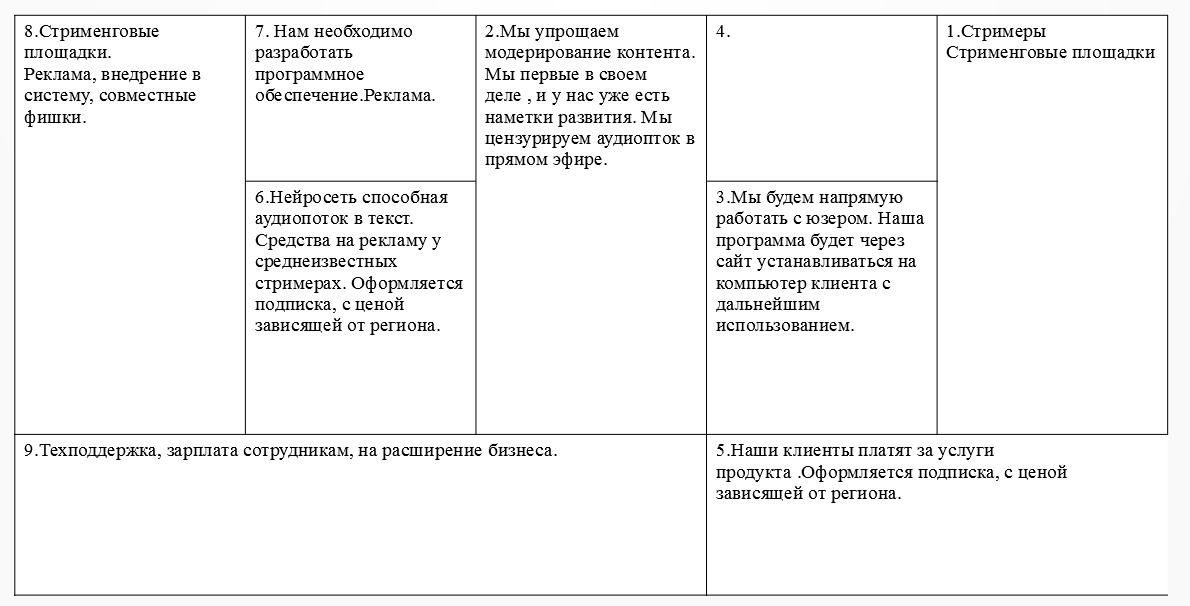 8.Стрименговые
площадки.
Реклама, внедрение в
систему, совместные
фишки.
7. Нам необходимо
разработать
программное
обеспечение.Реклама.
6.Нейросеть способная
аудиопоток в текст.
Средства на рекламу у
среднеизвестных
стримерах. Оформляется
подписка, с ценой
зависящей от региона.
2.Мы упрощаем
модерирование контента.
Мы первые в своем
деле , и у нас уже есть
наметки развития. Мы
цензурируем аудиопток в
прямом эфире.
4.
3.Мы будем напрямую
работать с юзером. Наша
программа будет через
сайт устанавливаться на
компьютер клиента с
дальнейшим
использованием.
1.Стримеры
Стрименговые площадки
9.Техподдержка, зарплата сотрудникам, на расширение бизнеса.
5.Наши клиенты платят за услуги
продукта .Оформляется подписка, с ценой
зависящей от региона.